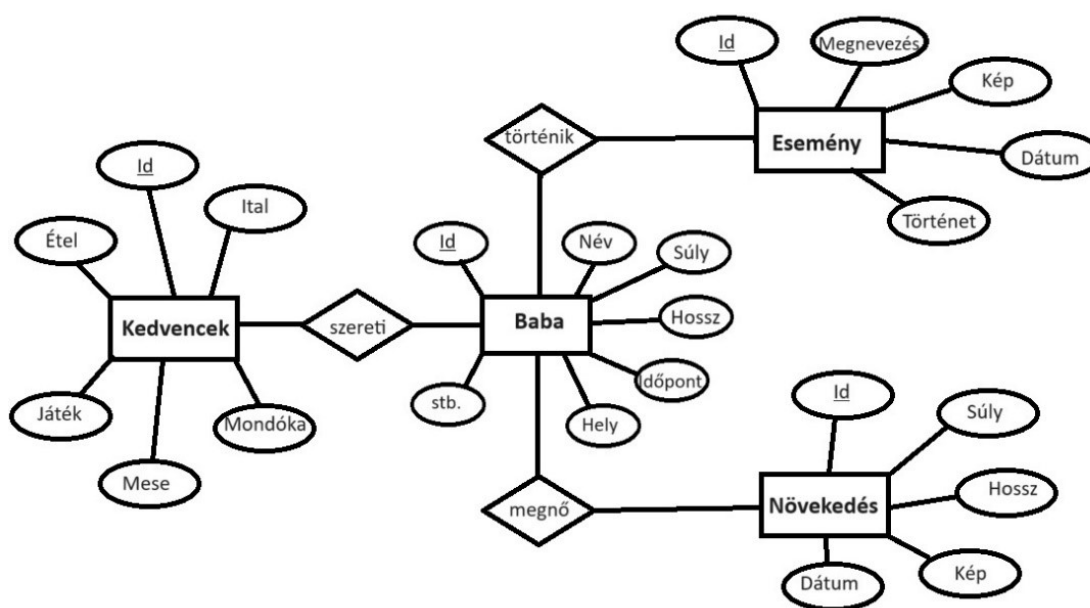 Id
Megnevezés
Kép
történik
Esemény
Dátum
Történet
Id
Ital
Étel
Kedvencek
Játék
Mese
Mondóka
szereti
Id
Név
Súly
Baba
Hossz
Időpont
stb.
Hely
megnő
Id
Súly
Növekedés
Hossz
Dátum
Kép